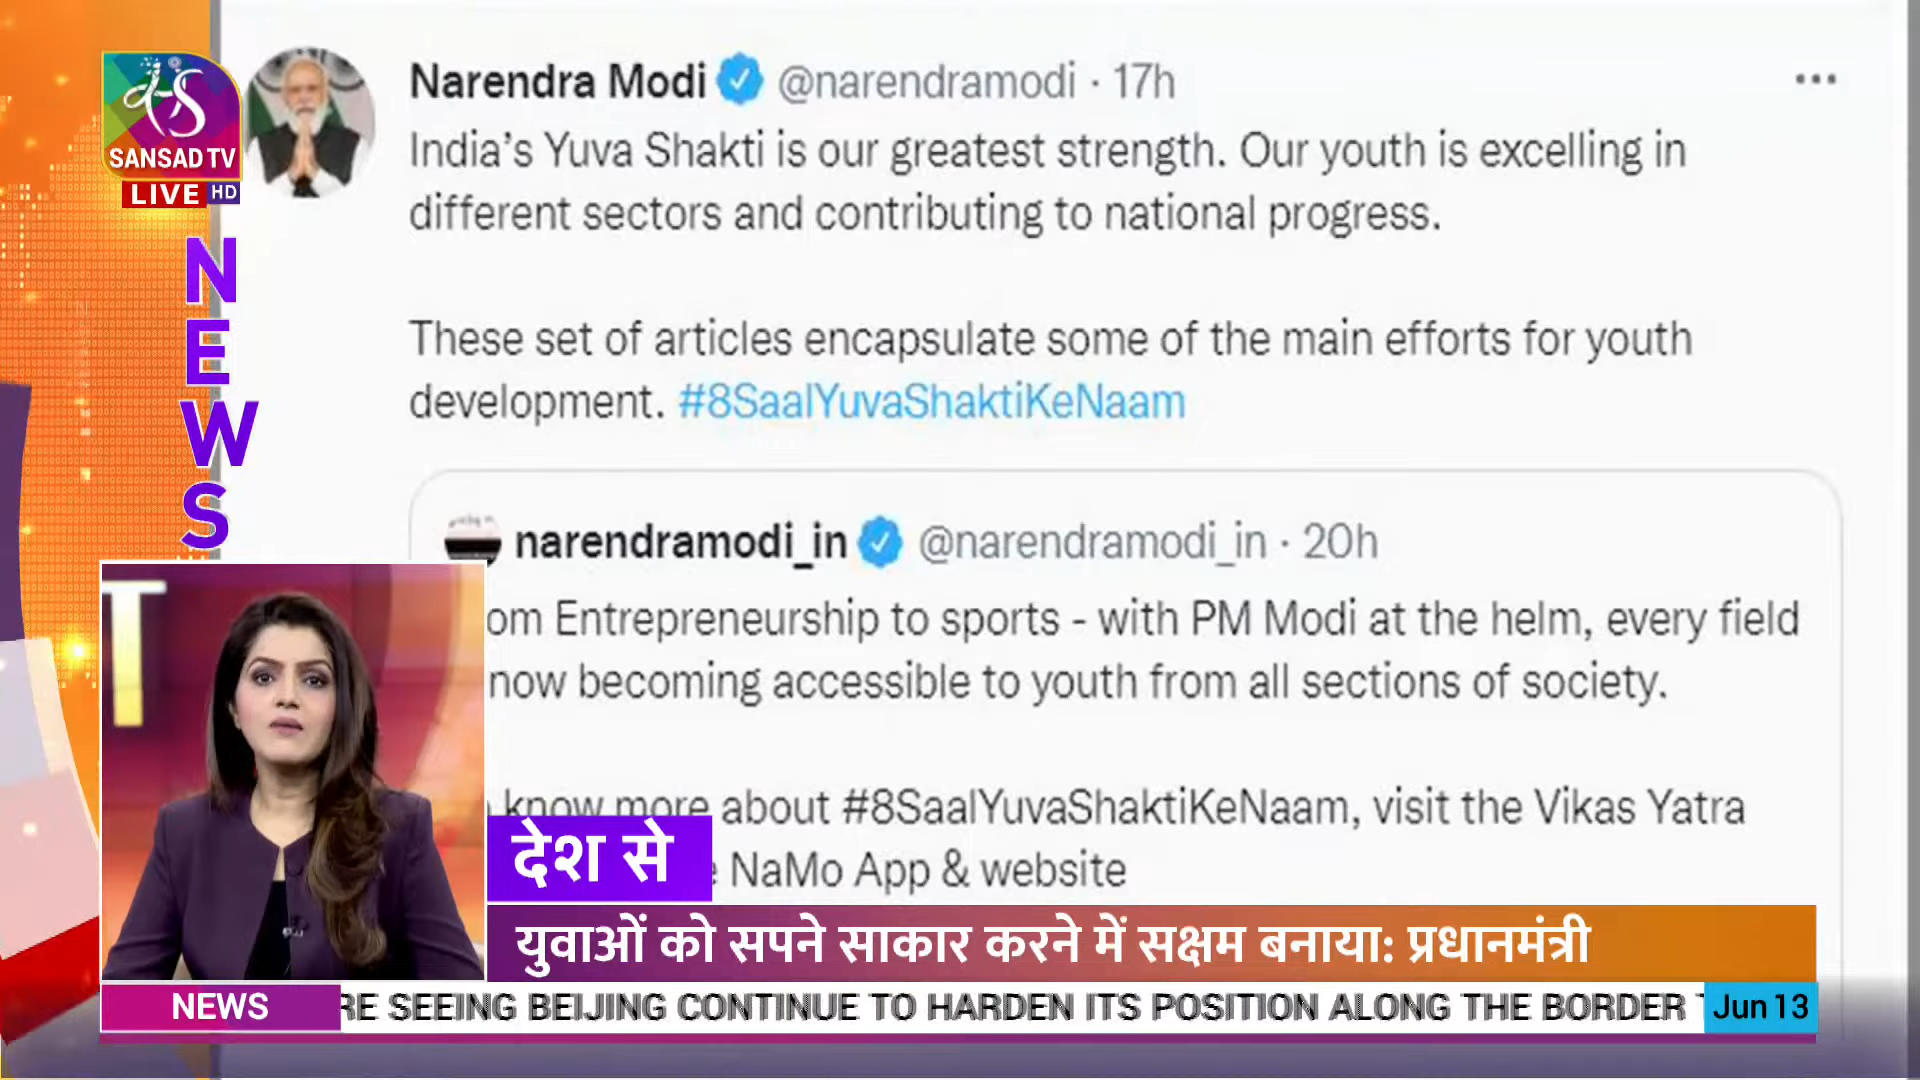 SANSAD TV
LIVE HD
NEWS
Narendra Modi @narendramodi · 17h
India's Yuva Shakti is our greatest strength. Our youth is excelling in
different sectors and contributing to national progress.
These set of articles encapsulate some of the main efforts for youth
development. #8SaalYuvaShaktiKeNaam
narendramodi_in @narendramodi_in · 20h
om Entrepreneurship to sports - with PM Modi at the helm, every field
now becoming accessible to youth from all sections of society.
know more about #8SaalYuvaShaktiKeNaam, visit the Vikas Yatra
NaMo App & website
देश से
युवाओं को सपने साकार करने में सक्षम बनाया: प्रधानमंत्री
NEWS
RE SEEING BEIJING CONTINUE TO HARDEN ITS POSITION ALONG THE BORDER
Jun 13